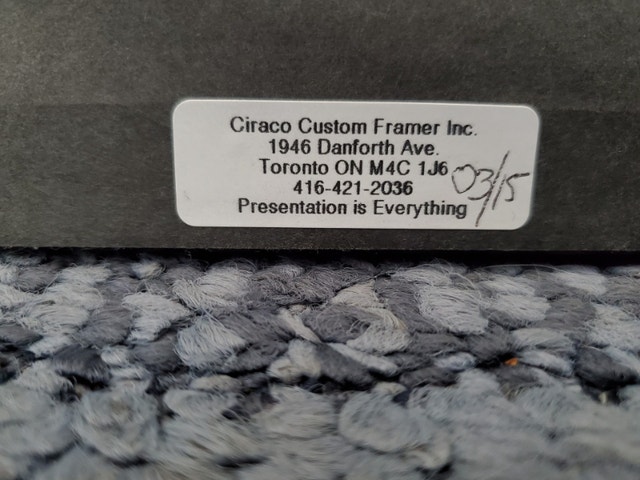 Ciraco Custom Framer Inc.
1946 Danforth Ave.
Toronto ON M4C 1J6
416-421-2036
Presentation is Everything
03/15